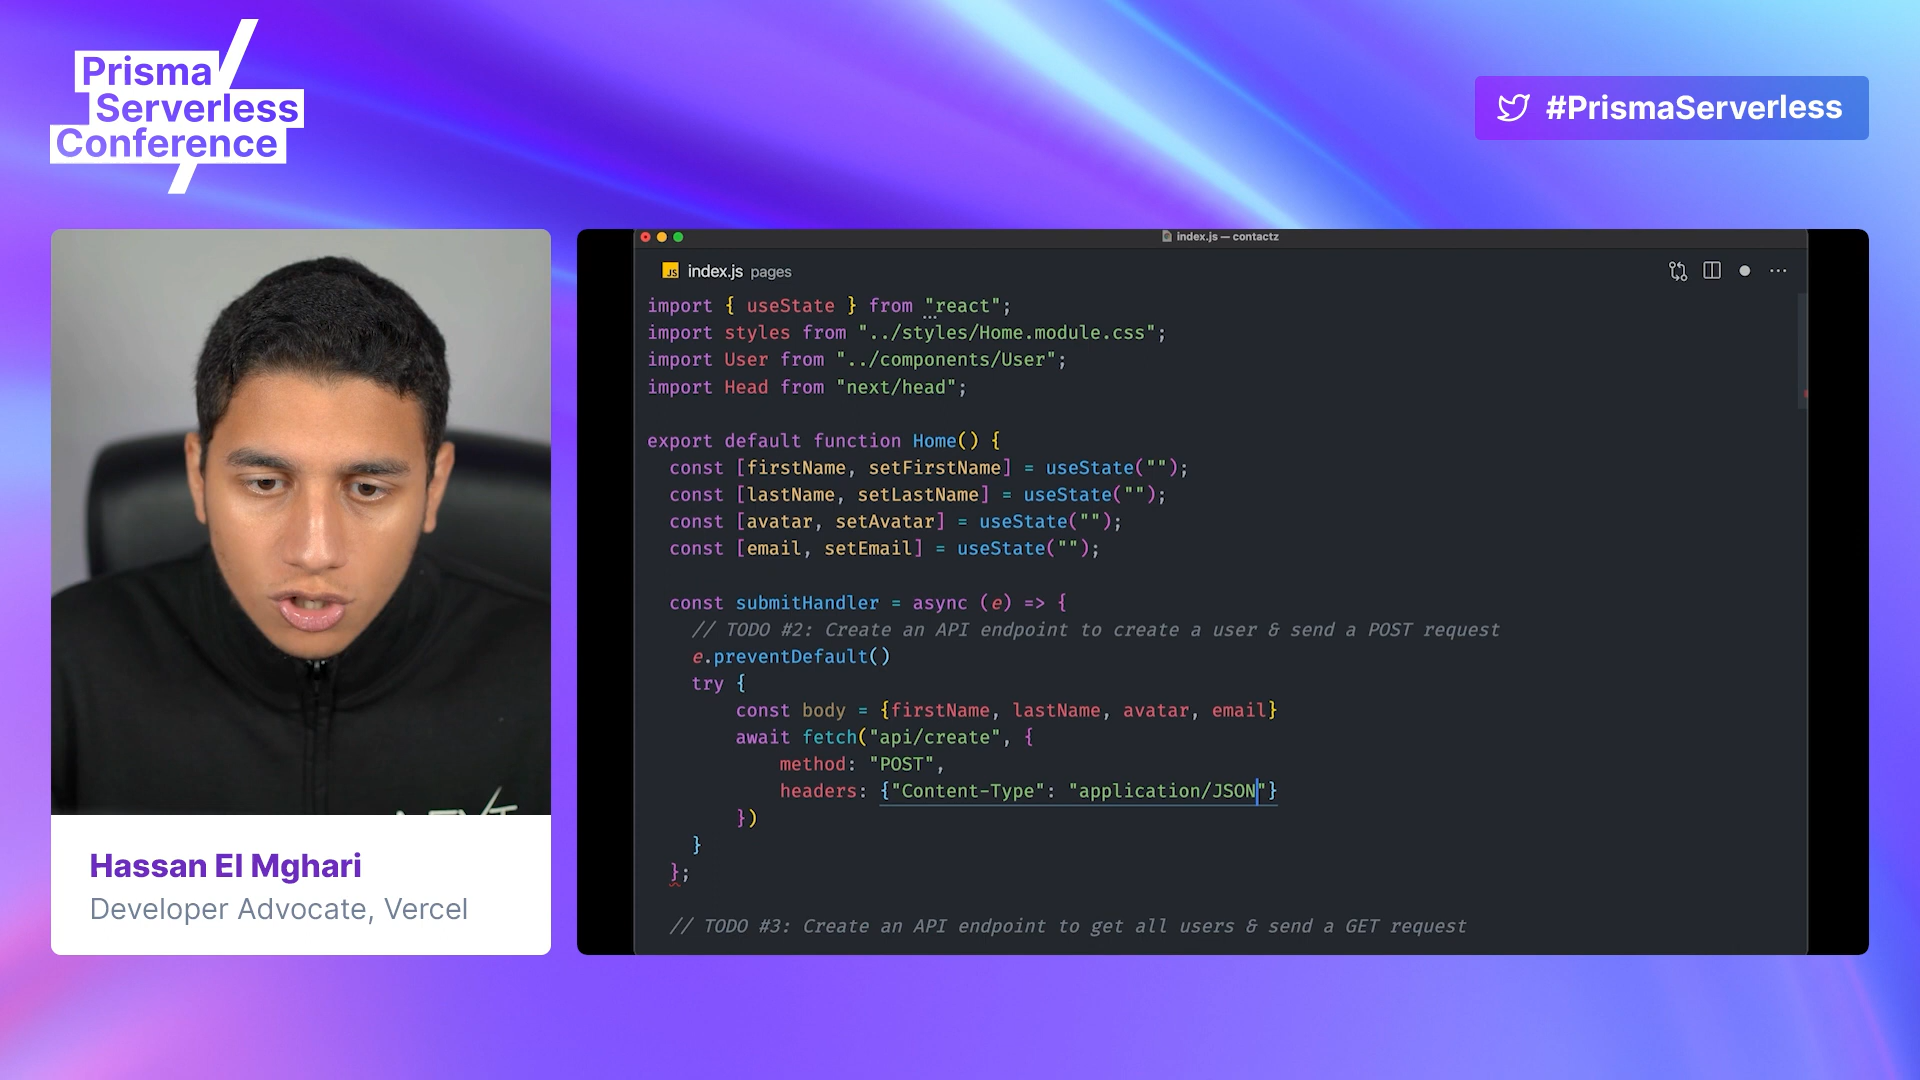 Prisma
Serverless
Conference
#PrismaServerless
index.js — contactz
JS index.js pages
import { useState } from "react";
import styles from "../styles/Home.module.css";
import User from "../components/User";
import Head from "next/head";
export default function Home() {
const [firstName, setFirstName] = useState("");
const [lastName, setLastName] = useState("");
const [avatar, setAvatar] = useState("");
const [email, setEmail] = useState("");
const submitHandler = async (e) => {
// TODO #2: Create an API endpoint to create a user & send a POST request
e.preventDefault()
try {
const body = {firstName, lastName, avatar, email}
await fetch("api/create", {
method: "POST",
headers: {"Content-Type": "application/JSON"}
})
}
};
// TODO #3: Create an API endpoint to get all users & send a GET request
Hassan El Mghari
Developer Advocate, Vercel